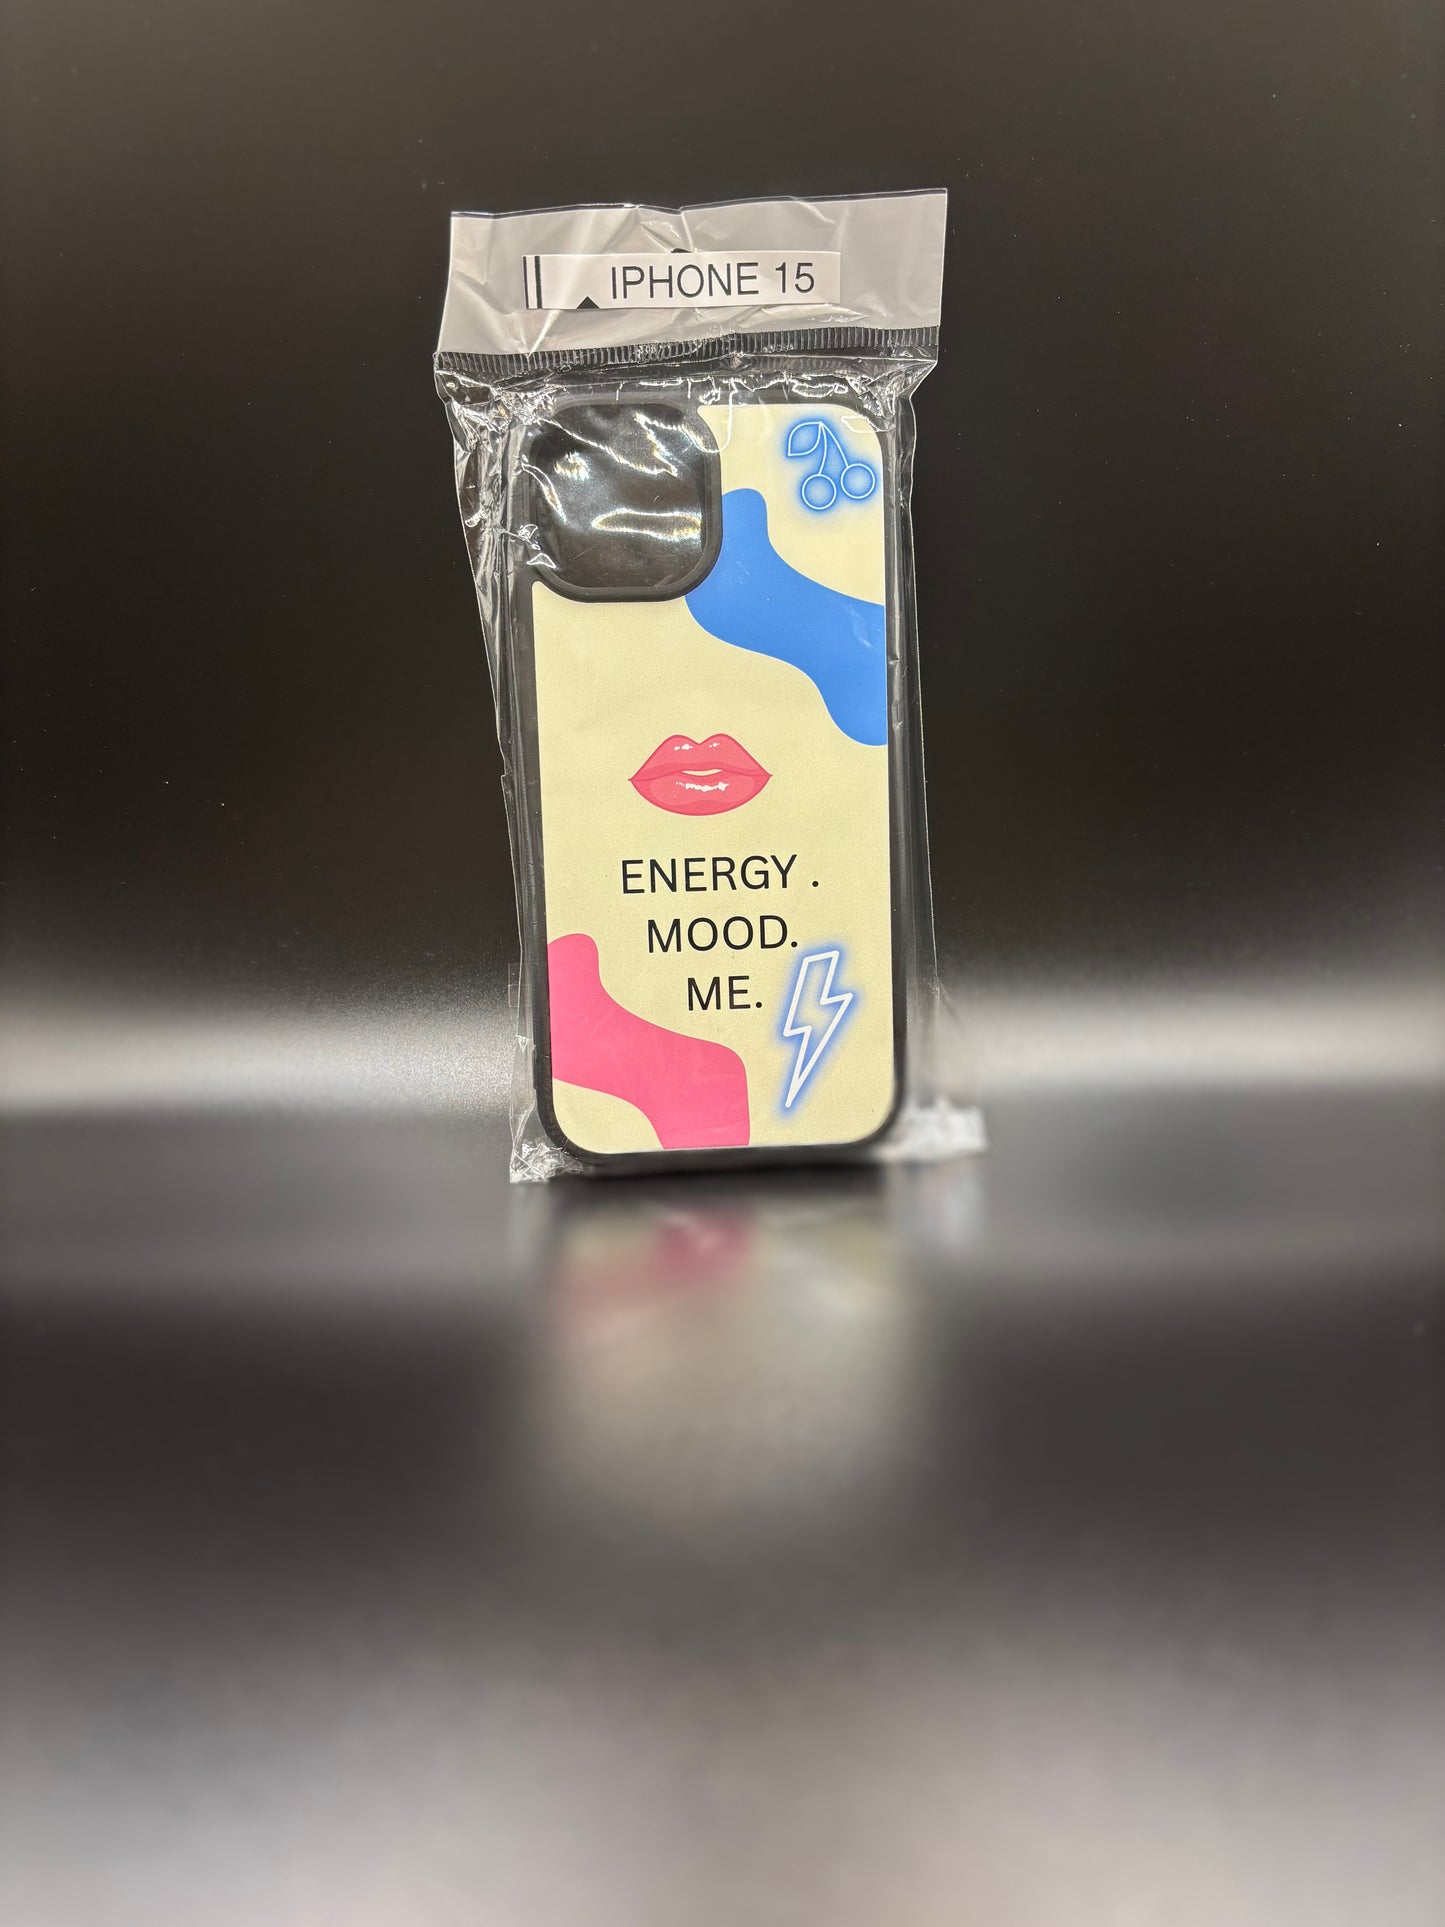 IPHONE 15
ENERGY .
MOOD.
ME.